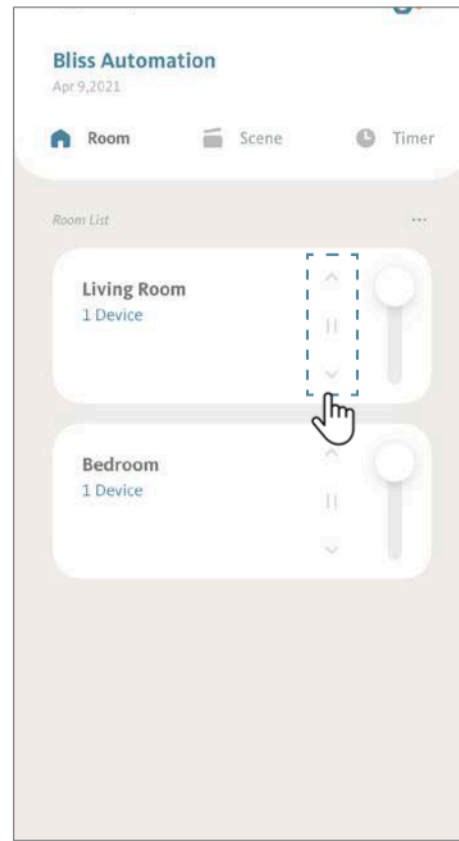 Bliss Automation
Apr 9,2021
Room Scene Timer
Room List
Living Room
1 Device
Bedroom
1 Device